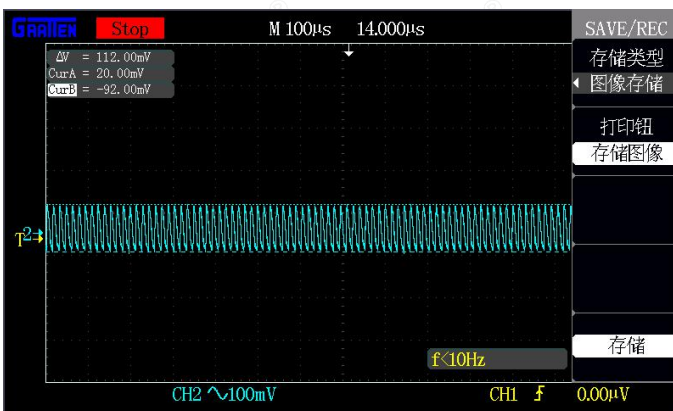 GRATTEN Stop M 100µs 14.000µs SAVE/REC
ΔV = 112.00mV
CurA = 20.00mV
CurB = -92.00mV
存储类型
图像存储
打印钮
存储图像
T2
f<10Hz
存储
CH2 100mV CH1 0.00µV